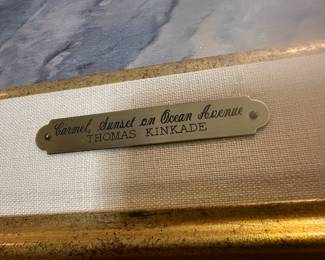 Carmel, Sunset on Ocean Avenue
THOMAS KINKADE